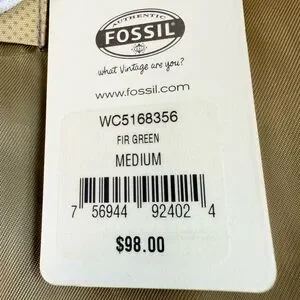 AUTHENTIC
FOSSIL
what Vintage are you?
www.fossil.com
WC5168356
FIR GREEN
MEDIUM
7 56944 92402 4
$98.00